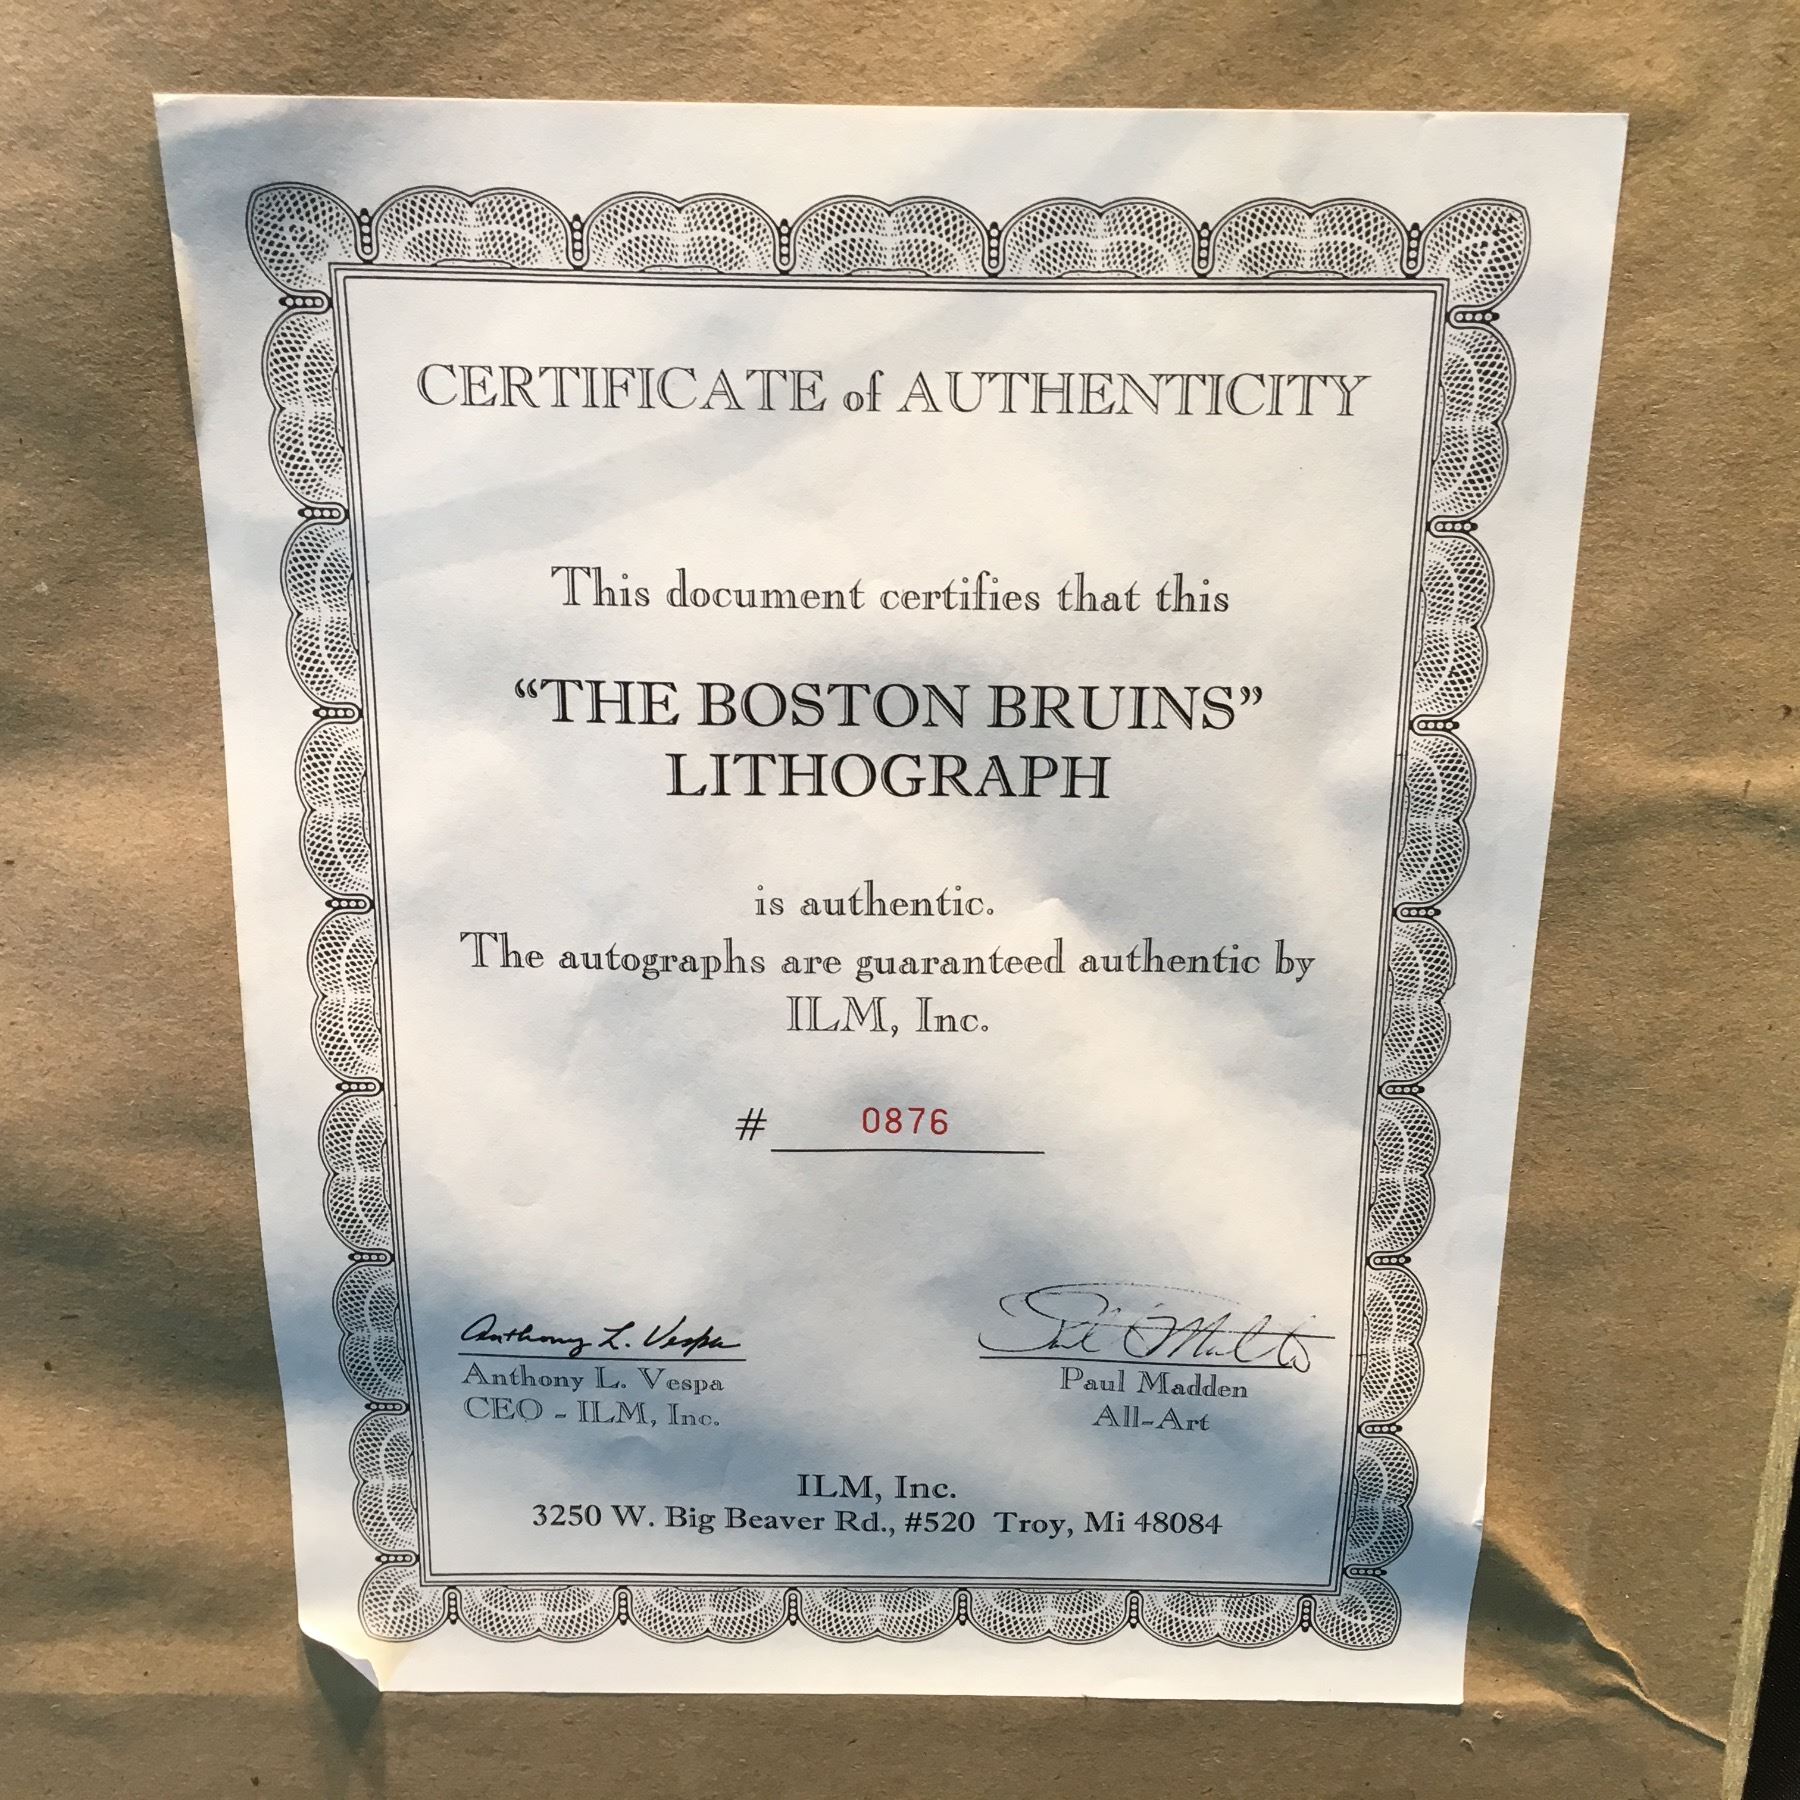 CERTIFICATE of AUTHENTICITY
This document certifies that this
“THE BOSTON BRUINS”
LITHOGRAPH
is authentic.
The autographs are guaranteed authentic by
ILM, Inc.
# 0876
Anthony L. Vespa
Anthony L. Vespa
CEO - ILM, Inc.
Paul Madden
All-Art
ILM, Inc.
3250 W. Big Beaver Rd., #520 Troy, Mi 48084